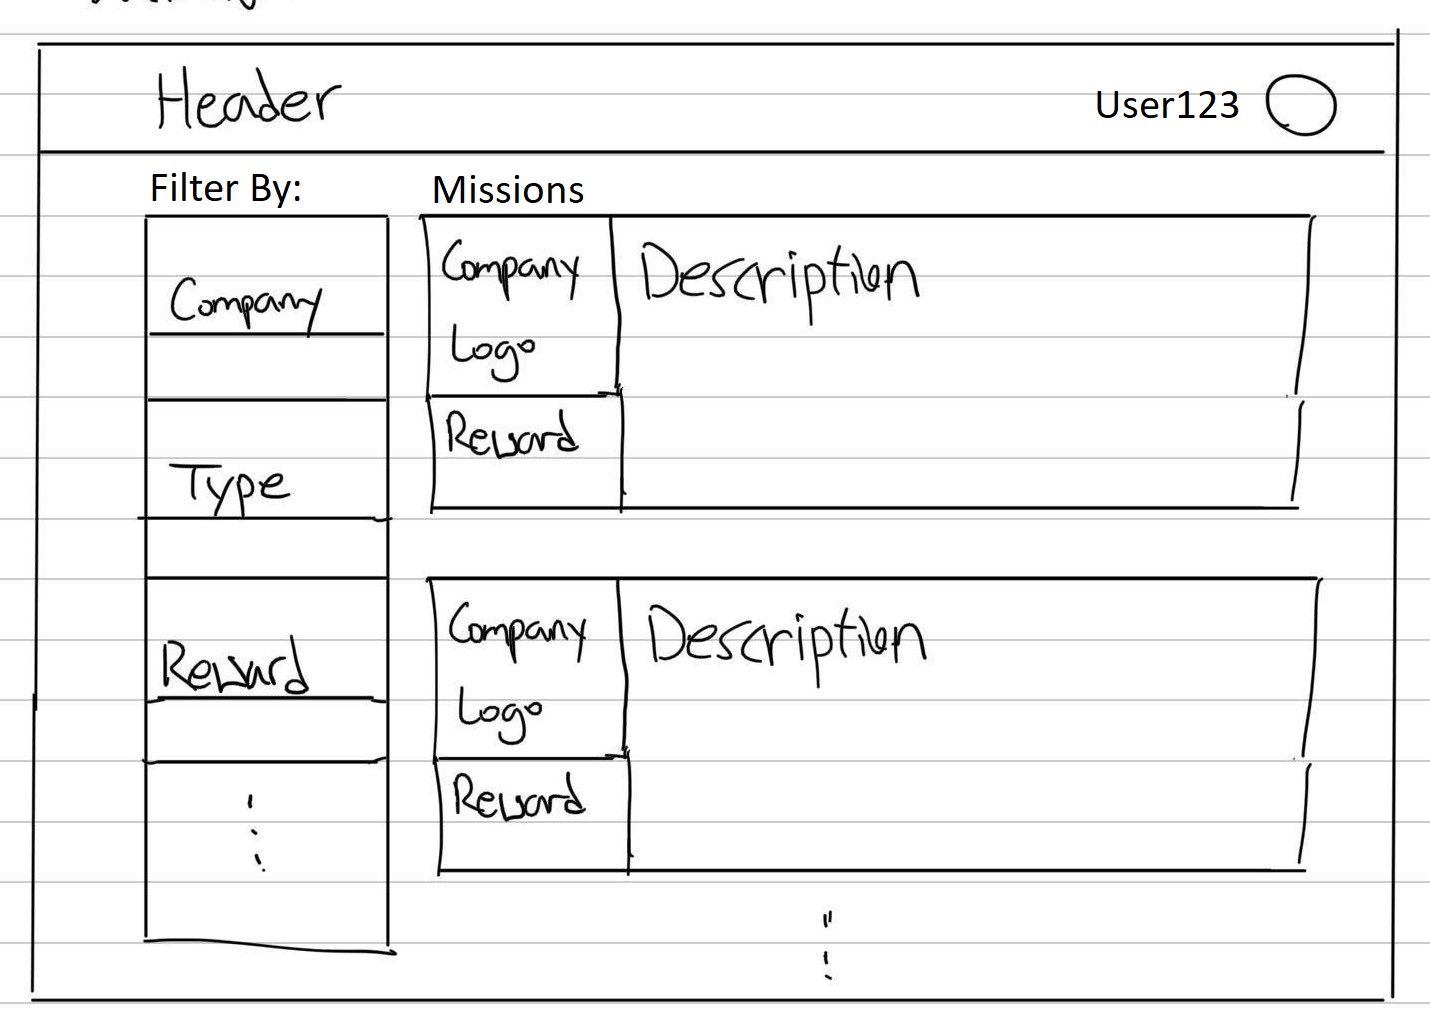 Header
User123
Filter By:
Company
Type
Reward
Missions
Company
Logo
Reward
Description
Company
Logo
Reward
Description